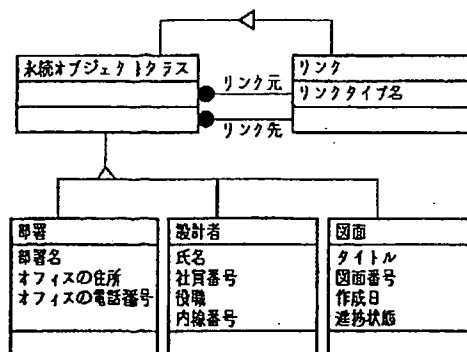 永続オブジェクトクラス
リンク
リンクタイプ名
リンク元
リンク先
部署
部署名
オフィスの住所
オフィスの電話番号
設計者
氏名
社員番号
役職
内線番号
図面
タイトル
図面番号
作成日
進捗状態